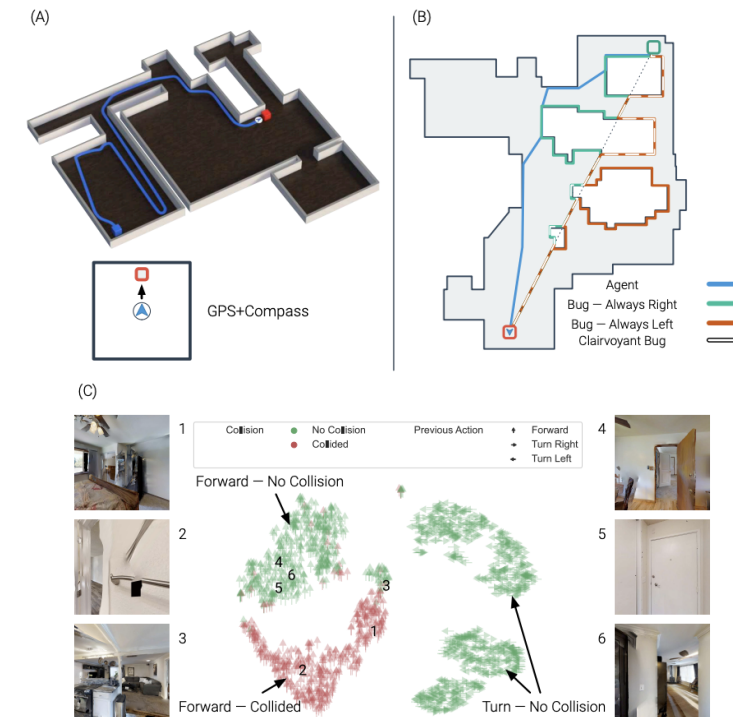 (A)
(B)
GPS+Compass
Agent
Bug — Always Right
Bug — Always Left
Clairvoyant Bug
(C)
1
2
3
Collision
No Collision
Collided
Previous Action
Forward
Turn Right
Turn Left
Forward — No Collision
4
6
5
3
1
2
Forward — Collided
Turn — No Collision
4
5
6